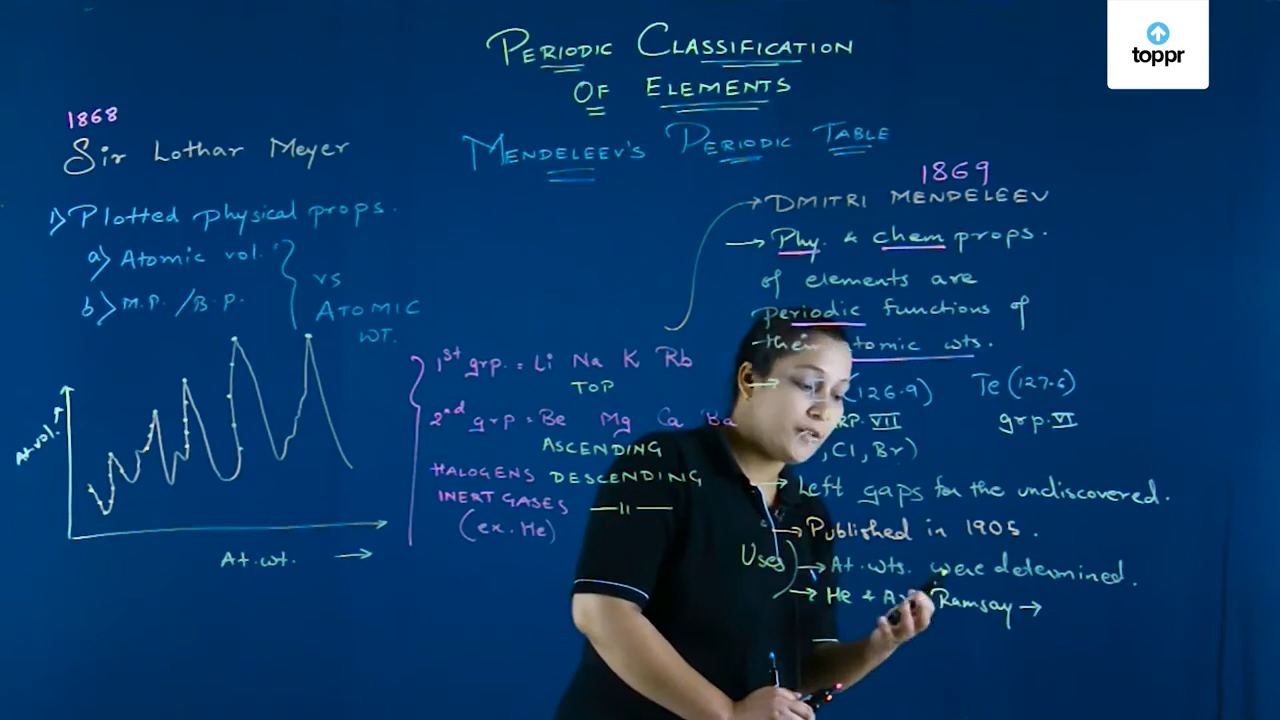 PERIODIC CLASSIFICATION
OF ELEMENTS
toppr
MENDELEEV'S PERIODIC TABLE
1868
Sir Lothar Meyer
1) Plotted physical props.
a) Atomic vol.
b) M.P. / B.P.
vs
ATOMIC
WT.
At. vol. →
At. wt. →
1st grp. = Li Na K Rb
TOP
2nd grp = Be Mg Ca Ba
ASCENDING
HALOGENS DESCENDING
INERT GASES —11—
(ex. He)
1869
→ DMITRI MENDELEEV
→ Phy. & chem props.
of elements are
periodic functions of
their atomic wts.
→ (126.9) Te (127.6)
grp. VII grp. VI
, Cl, Br)
→ Left gaps for the undiscovered.
→ Published in 1905.
Uses
→ At. wts. were determined.
→ He & Ramsay →